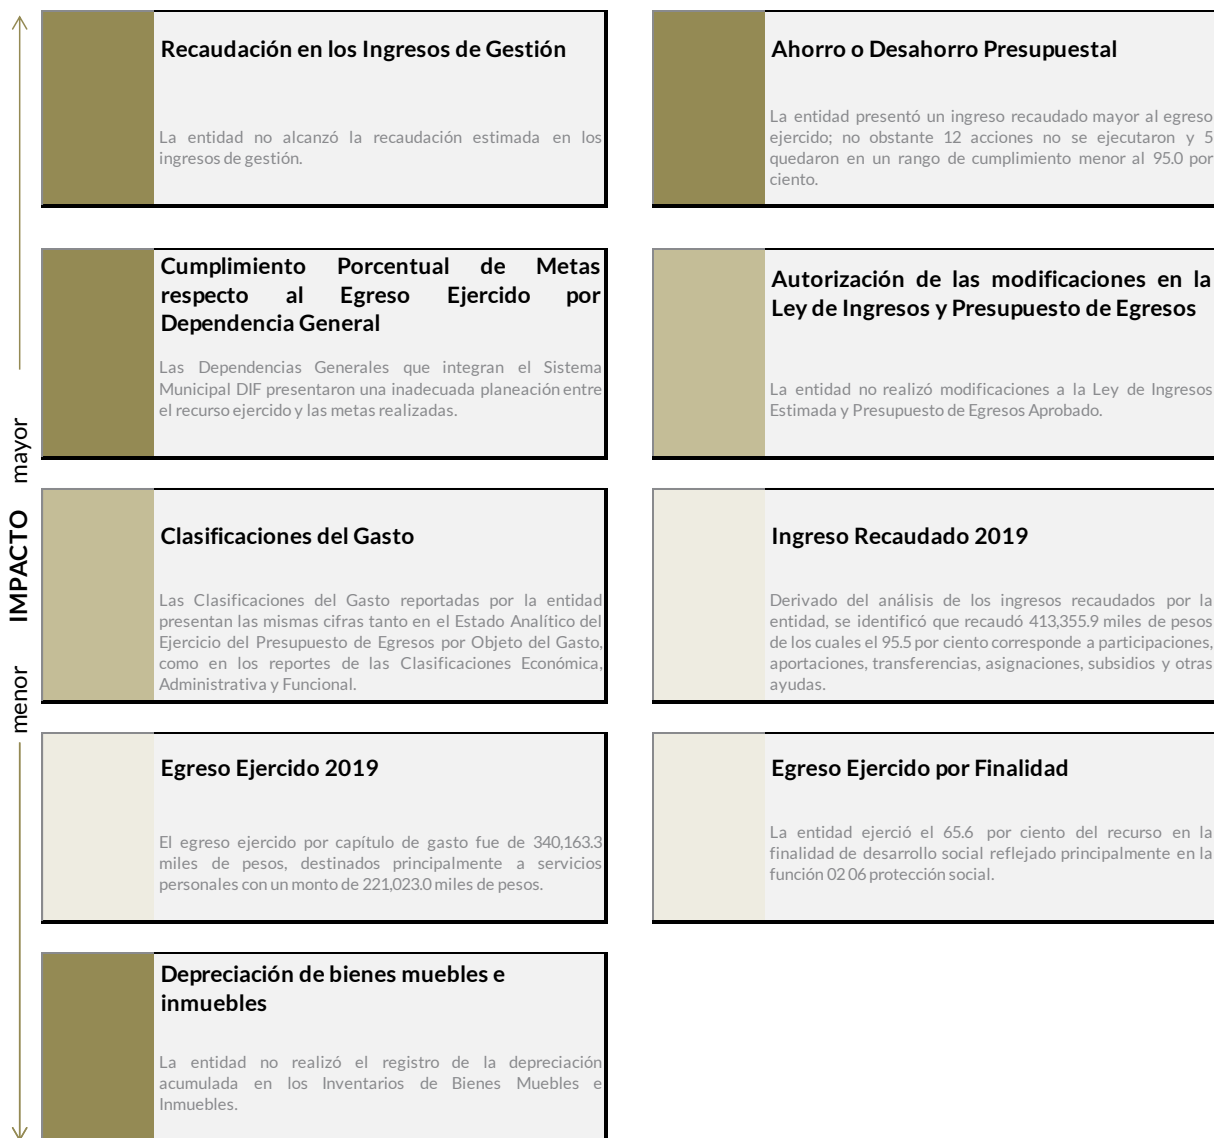 Recaudación en los Ingresos de Gestión
La entidad no alcanzó la recaudación estimada en los
ingresos de gestión.
Ahorro o Desahorro Presupuestal
La entidad presentó un ingreso recaudado mayor al egreso
ejercido; no obstante 12 acciones no se ejecutaron y 5
quedaron en un rango de cumplimiento menor al 95.0 por
ciento.
Cumplimiento Porcentual de Metas
respecto al Egreso Ejercido por
Dependencia General
Las Dependencias Generales que integran el Sistema
Municipal DIF presentaron una inadecuada planeación entre
el recurso ejercido y las metas realizadas.
Autorización de las modificaciones en la
Ley de Ingresos y Presupuesto de Egresos
La entidad no realizó modificaciones a la Ley de Ingresos
Estimada y Presupuesto de Egresos Aprobado.
menor IMPACTO mayor
Clasificaciones del Gasto
Las Clasificaciones del Gasto reportadas por la entidad
presentan las mismas cifras tanto en el Estado Analítico del
Ejercicio del Presupuesto de Egresos por Objeto del Gasto,
como en los reportes de las Clasificaciones Económica,
Administrativa y Funcional.
Ingreso Recaudado 2019
Derivado del análisis de los ingresos recaudados por la
entidad, se identificó que recaudó 413,355.9 miles de pesos
de los cuales el 95.5 por ciento corresponde a participaciones,
aportaciones, transferencias, asignaciones, subsidios y otras
ayudas.
Egreso Ejercido 2019
El egreso ejercido por capítulo de gasto fue de 340,163.3
miles de pesos, destinados principalmente a servicios
personales con un monto de 221,023.0 miles de pesos.
Egreso Ejercido por Finalidad
La entidad ejerció el 65.6 por ciento del recurso en la
finalidad de desarrollo social reflejado principalmente en la
función 02 06 protección social.
Depreciación de bienes muebles e
inmuebles
La entidad no realizó el registro de la depreciación
acumulada en los Inventarios de Bienes Muebles e
Inmuebles.